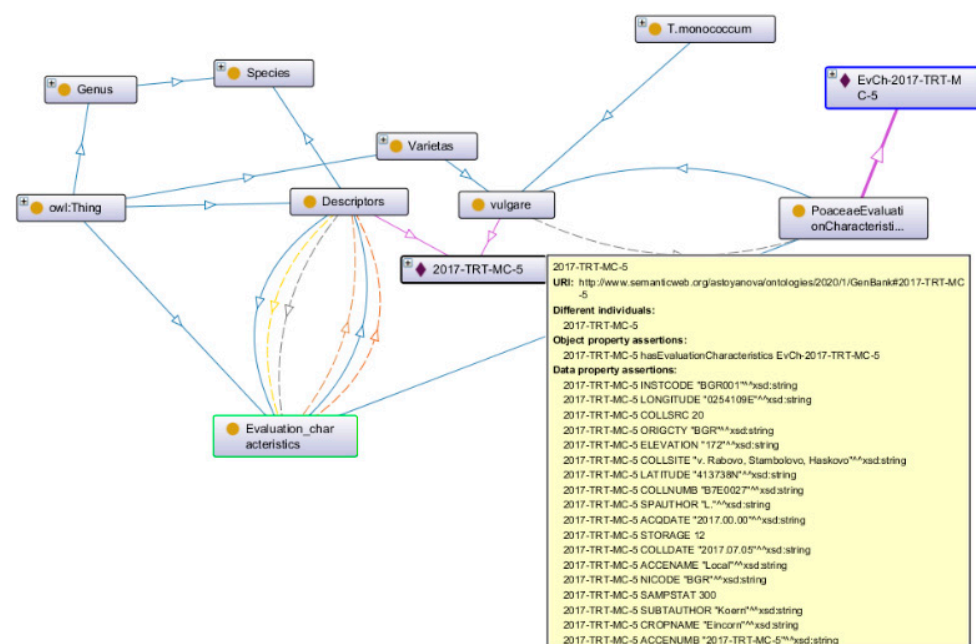 T.monococcum
Species
Genus
EvCh-2017-TRT-M
C-5
Varietas
owl:Thing
Descriptors
vulgare
PoaceaeEvaluati
onCharacteristi...
2017-TRT-MC-5
Evaluation_char
acteristics
2017-TRT-MC-5
URI: http://www.semanticweb.org/astoyanova/ontologies/2020/1/GenBank#2017-TRT-MC
-5
Different individuals:
2017-TRT-MC-5
Object property assertions:
2017-TRT-MC-5 hasEvaluationCharacteristics EvCh-2017-TRT-MC-5
Data property assertions:
2017-TRT-MC-5 INSTCODE "BGR001"^^xsd:string
2017-TRT-MC-5 LONGITUDE "0254109E"^^xsd:string
2017-TRT-MC-5 COLLSRC 20
2017-TRT-MC-5 ORIGCTY "BGR"^^xsd:string
2017-TRT-MC-5 ELEVATION "172"^^xsd:string
2017-TRT-MC-5 COLLSITE "v. Rabovo, Stambolovo, Haskovo"^^xsd:string
2017-TRT-MC-5 LATITUDE "413738N"^^xsd:string
2017-TRT-MC-5 COLLNUMB "B7E0027"^^xsd:string
2017-TRT-MC-5 SPAUTHOR "L."^^xsd:string
2017-TRT-MC-5 ACQDATE "2017.00.00"^^xsd:string
2017-TRT-MC-5 STORAGE 12
2017-TRT-MC-5 COLLDATE "2017.07.05"^^xsd:string
2017-TRT-MC-5 ACCENAME "Local"^^xsd:string
2017-TRT-MC-5 NICODE "BGR"^^xsd:string
2017-TRT-MC-5 SAMPSTAT 300
2017-TRT-MC-5 SUBTAUTHOR "Koern"^^xsd:string
2017-TRT-MC-5 CROPNAME "Eincorn"^^xsd:string
2017-TRT-MC-5 ACCENUMB "2017-TRT-MC-5"^^xsd:string